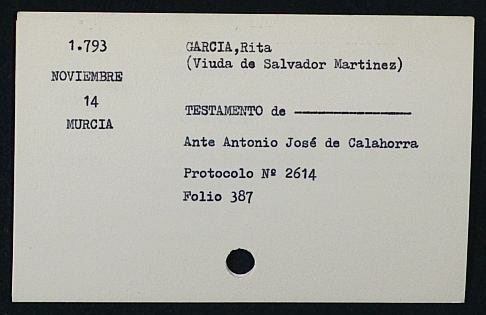 1.793
NOVIEMBRE
14
MURCIA
GARCIA,Rita
(Viuda de Salvador Martinez)
TESTAMENTO de ——————————
Ante Antonio José de Calahorra
Protocolo Nº 2614
Folio 387